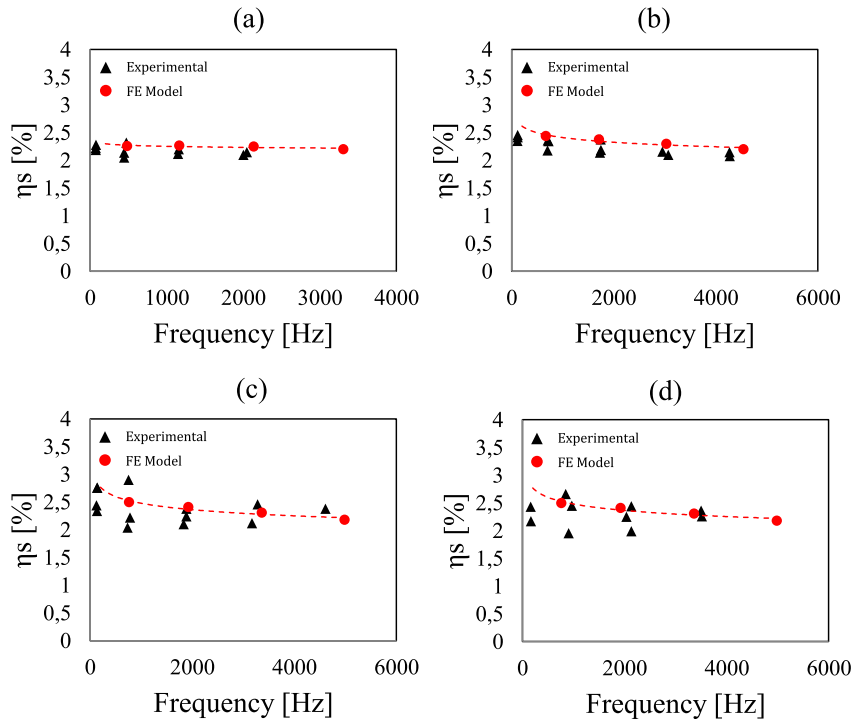 (a)
4
3,5
3
2,5
2
1,5
1
0,5
0
ηs [%]
Experimental
FE Model
0 1000 2000 3000 4000
Frequency [Hz]
(b)
4
3,5
3
2,5
2
1,5
1
0,5
0
ηs [%]
Experimental
FE Model
0 2000 4000 6000
Frequency [Hz]
(c)
4
3,5
3
2,5
2
1,5
1
0,5
0
ηs [%]
Experimental
FE Model
0 2000 4000 6000
Frequency [Hz]
(d)
4
3,5
3
2,5
2
1,5
1
0,5
0
ηs [%]
Experimental
FE Model
0 2000 4000 6000
Frequency [Hz]